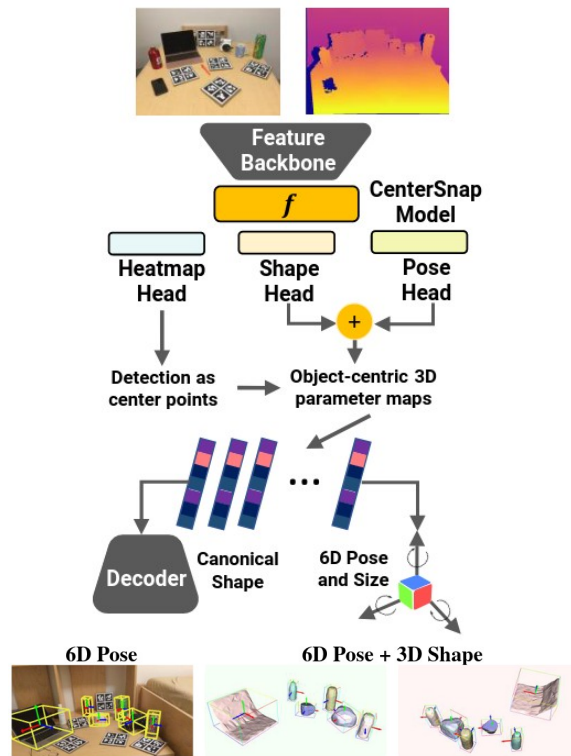 Feature
Backbone
f
CenterSnap
Model
Heatmap
Head
Shape
Head
Pose
Head
+
Detection as
center points
Object-centric 3D
parameter maps
Canonical
Shape
6D Pose
and Size
Decoder
6D Pose
6D Pose + 3D Shape